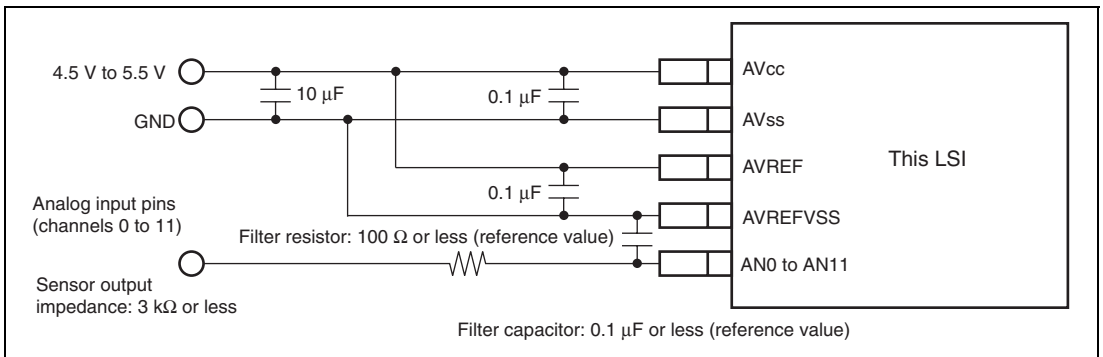 4.5 V to 5.5 V
10 μF
0.1 μF
AVcc
GND
AVss
This LSI
AVREF
0.1 μF
Analog input pins
(channels 0 to 11)
AVREFVSS
Filter resistor: 100 Ω or less (reference value)
AN0 to AN11
Sensor output
impedance: 3 kΩ or less
Filter capacitor: 0.1 μF or less (reference value)